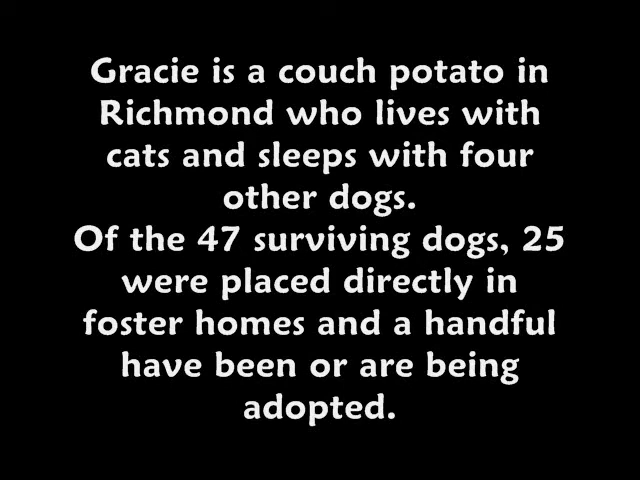 Gracie is a couch potato in
Richmond who lives with
cats and sleeps with four
other dogs.
Of the 47 surviving dogs, 25
were placed directly in
foster homes and a handful
have been or are being
adopted.